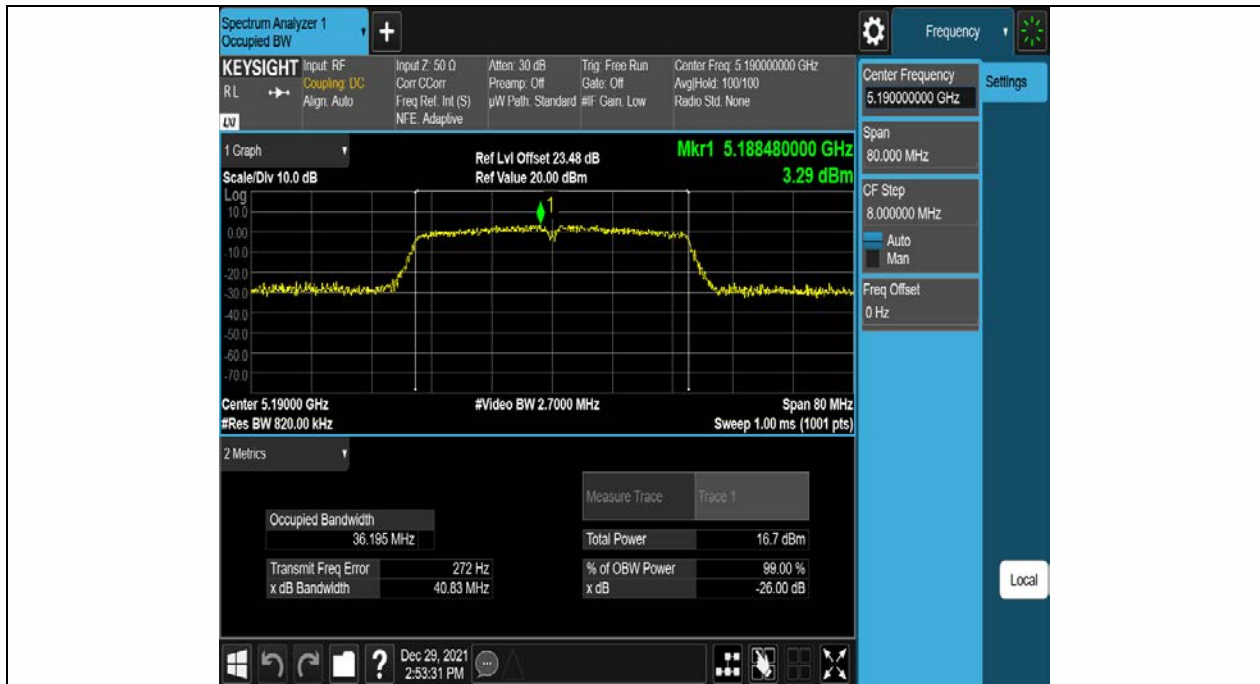 Spectrum Analyzer 1
Occupied BW
+
Frequency
KEYSIGHT
RL
LXI
Input: RF
Coupling: DC
Align: Auto
Input Z: 50 Ω
Corr CCorr
Freq Ref: Int (S)
NFE: Adaptive
Atten: 30 dB
Preamp: Off
µW Path: Standard
Trig: Free Run
Gate: Off
#IF Gain: Low
Center Freq: 5.190000000 GHz
Avg|Hold: 100/100
Radio Std: None
1 Graph
Scale/Div 10.0 dB
Ref Lvl Offset 23.48 dB
Ref Value 20.00 dBm
Mkr1 5.188480000 GHz
3.29 dBm
Log
10.0
0.00
-10.0
-20.0
-30.0
-40.0
-50.0
-60.0
-70.0
1
Center 5.19000 GHz
#Res BW 820.00 kHz
#Video BW 2.7000 MHz
Span 80 MHz
Sweep 1.00 ms (1001 pts)
2 Metrics
Measure Trace Trace 1
Occupied Bandwidth
36.195 MHz
Total Power 16.7 dBm
Transmit Freq Error 272 Hz
% of OBW Power 99.00 %
x dB Bandwidth 40.83 MHz
x dB -26.00 dB
Center Frequency
5.190000000 GHz
Settings
Span
80.000 MHz
CF Step
8.000000 MHz
Auto
Man
Freq Offset
0 Hz
Local
?
Dec 29, 2021
2:53:31 PM